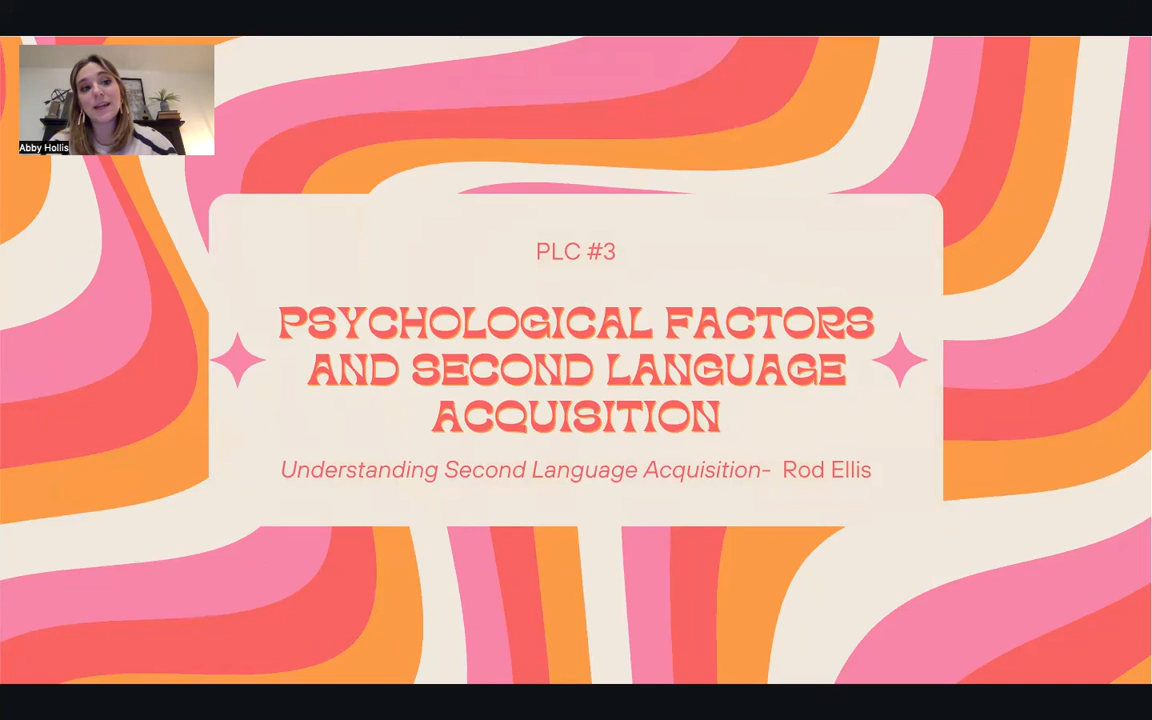 Abby Hollis
PLC #3
PSYCHOLOGICAL FACTORS
AND SECOND LANGUAGE
ACQUISITION
Understanding Second Language Acquisition- Rod Ellis